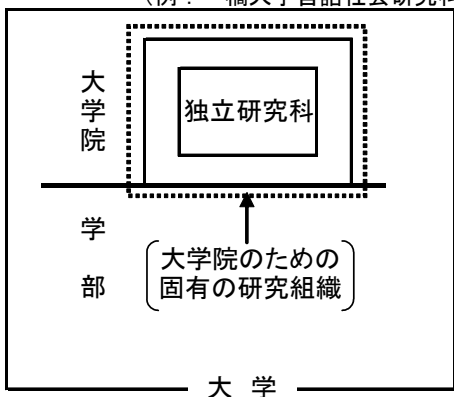 大学院
独立研究科
学部
大学院のための
固有の研究組織
大学